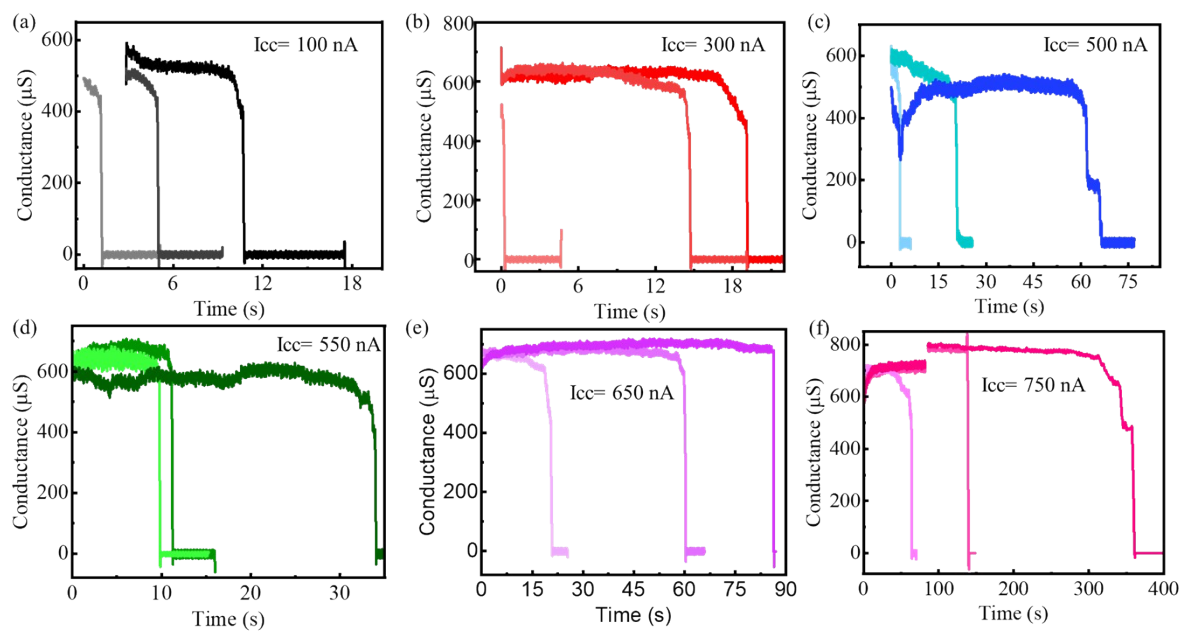 (a)
Icc= 100 nA
600
400
200
0
Conductance (µS)
0 6 12 18
Time (s)
(b)
Icc= 300 nA
800
600
400
200
0
Conductance (µS)
0 6 12 18
Time (s)
(c)
Icc= 500 nA
600
400
200
0
Conductance (µS)
0 15 30 45 60 75
Time (s)
(d)
Icc= 550 nA
600
400
200
0
Conductance (µS)
0 10 20 30
Time (s)
(e)
Icc= 650 nA
600
400
200
0
Conductance (µS)
0 15 30 45 60 75 90
Time (s)
(f)
Icc= 750 nA
800
600
400
200
0
Conductance (µS)
0 100 200 300 400
Time (s)